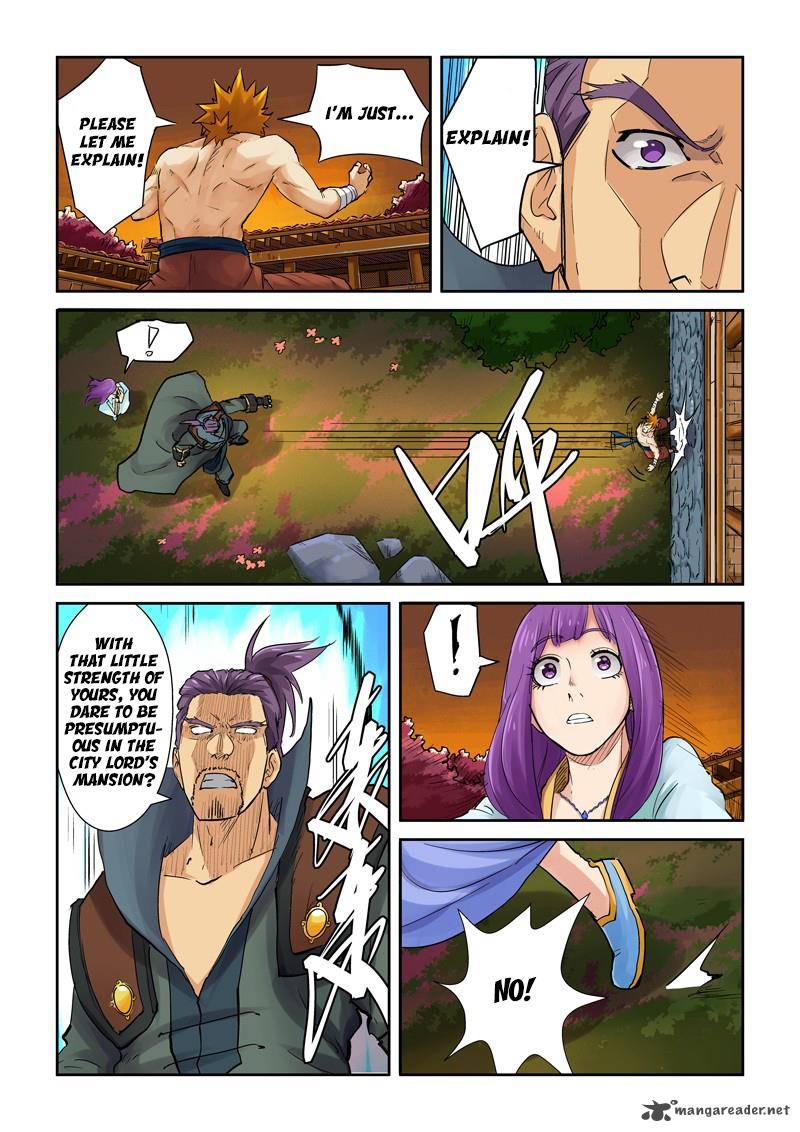 PLEASE
LET ME
EXPLAIN!
I'M JUST...
EXPLAIN!
!
呯
WITH
THAT LITTLE
STRENGTH OF
YOURS, YOU
DARE TO BE
PRESUMPTU-
OUS IN THE
CITY LORD'S
MANSION?
!
NO!
mangareader.net